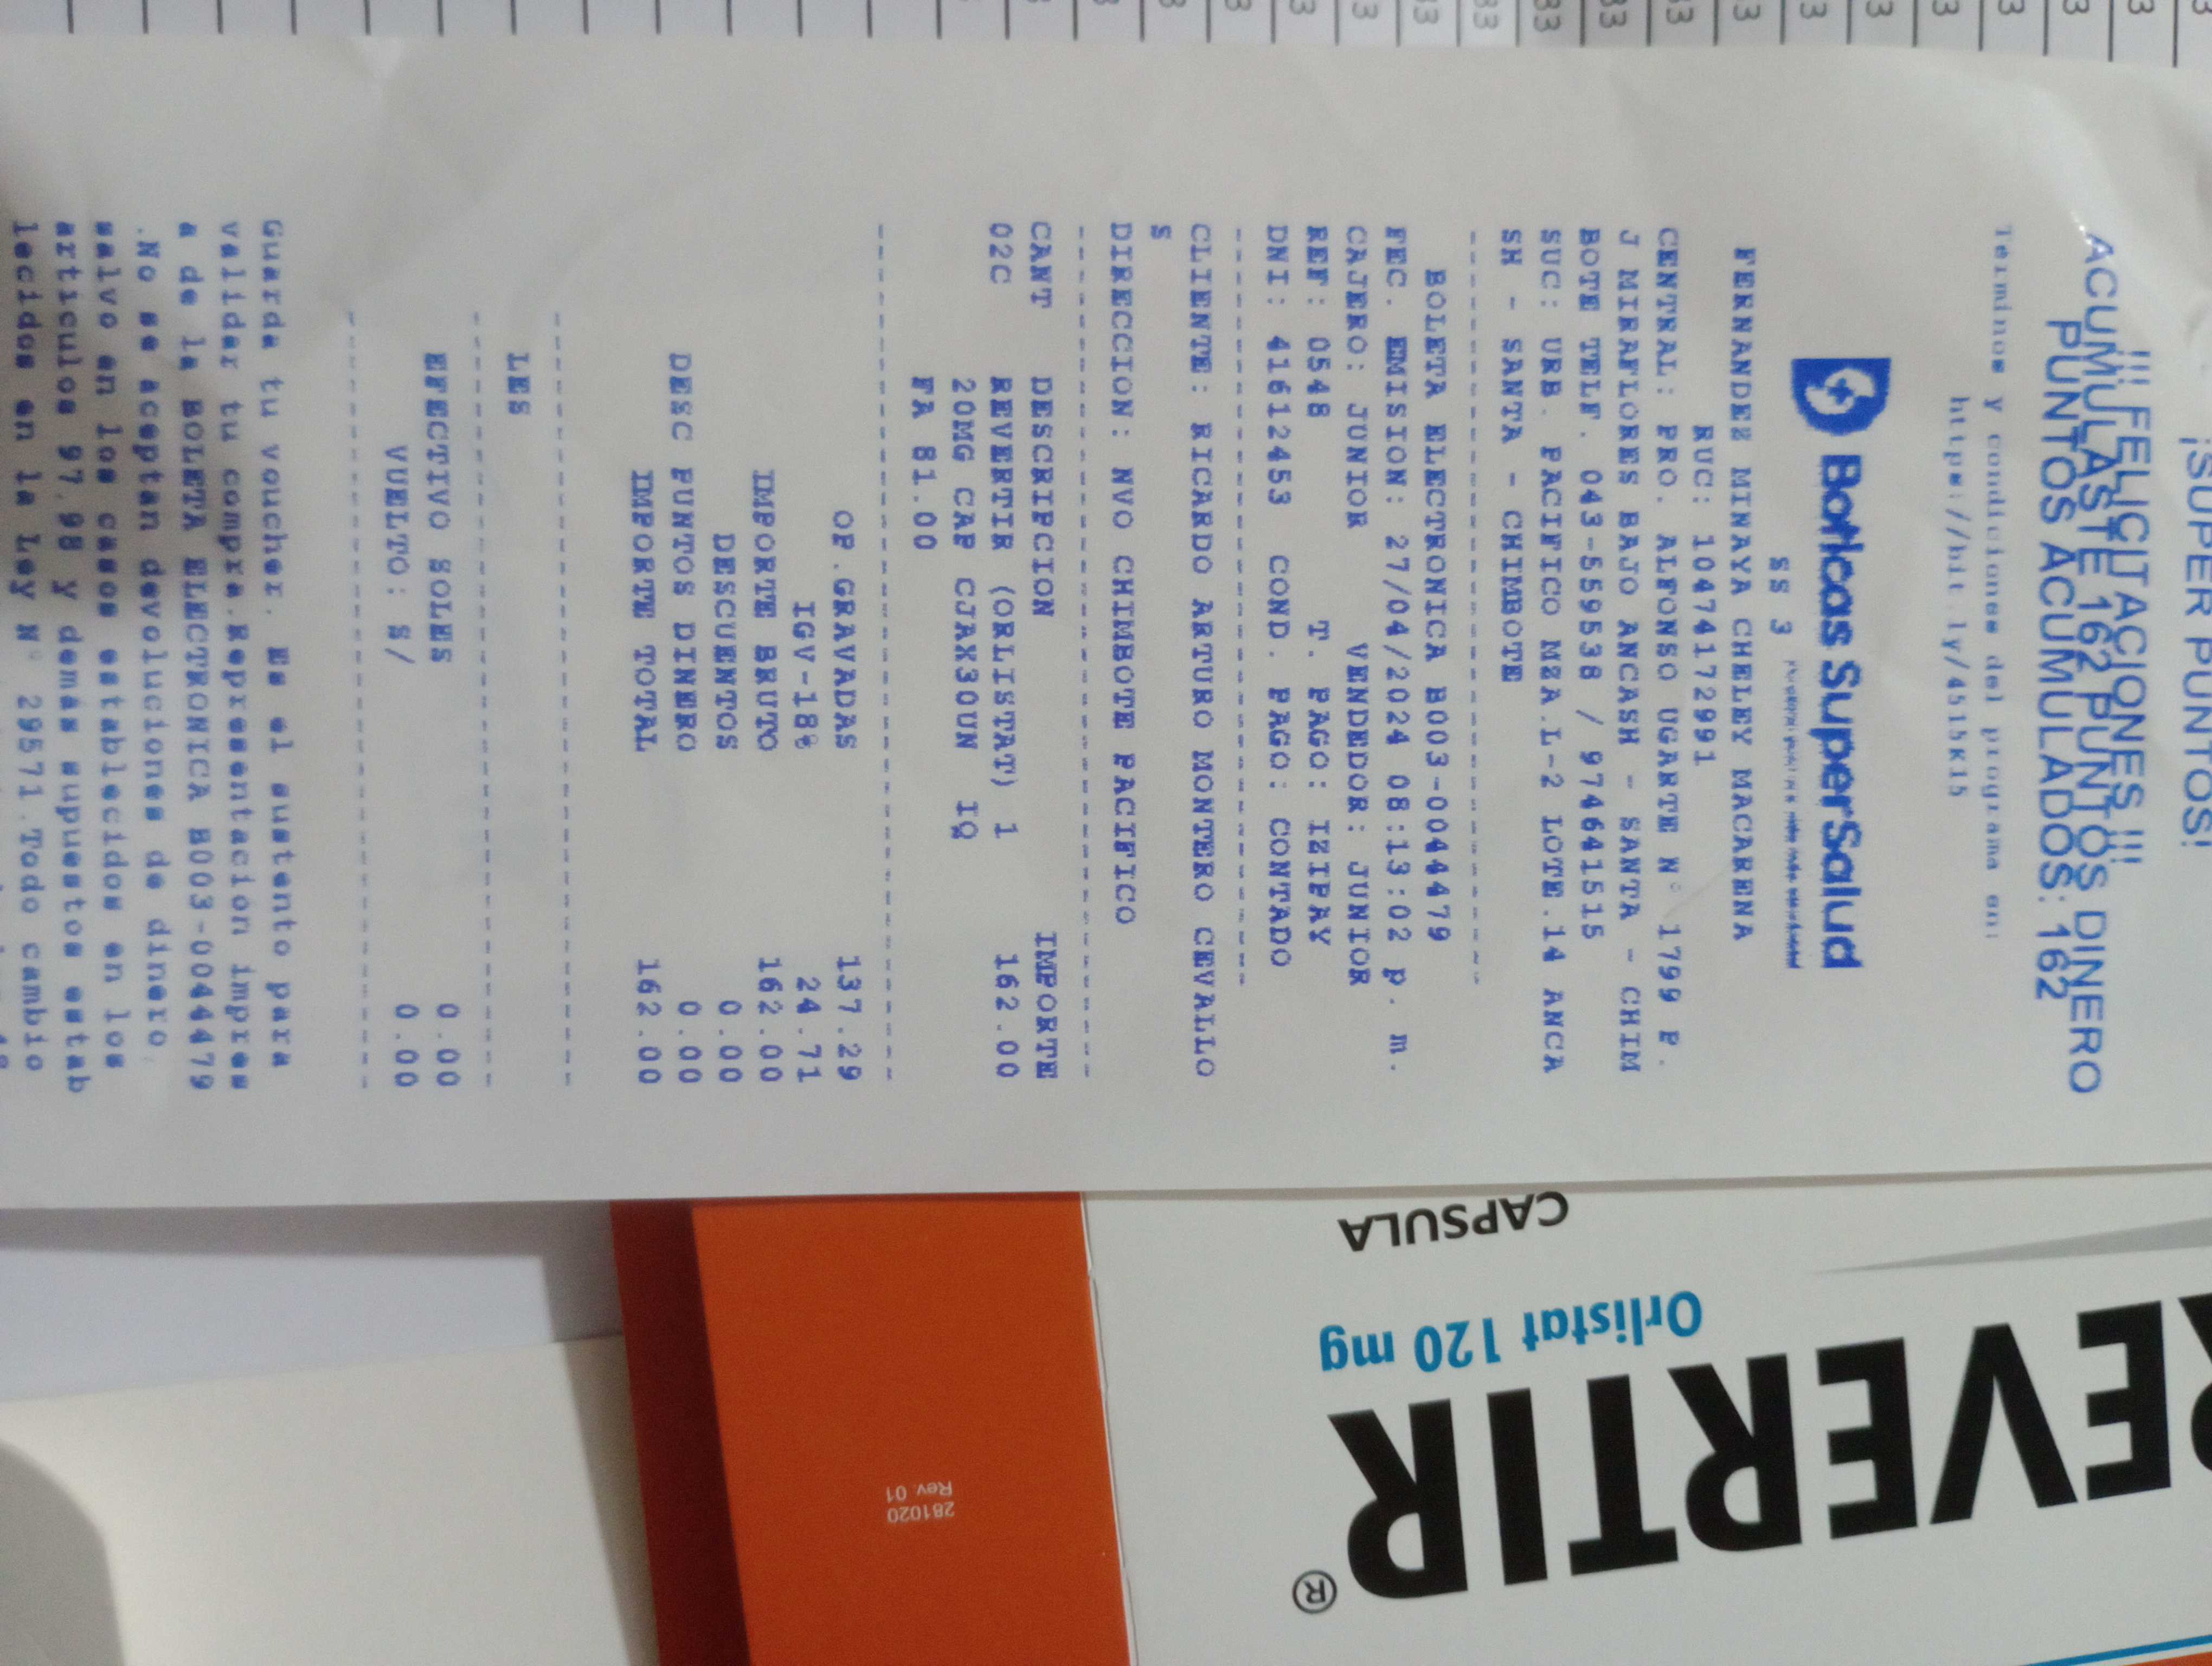 ¡SUPER PUNTOS!
!!! FELICITACIONES !!!
ACUMULASTE 162 PUNTOS DINERO
PUNTOS ACUMULADOS: 162
Terminos y condiciones del programa en:
https://bit.ly/4515K15
Boticas SuperSalud
SS 3
FERNANDEZ MINAYA CHELEY MACARENA
RUC: 10474172991
CENTRAL: PRO. ALFONSO UGARTE N° 1799 P.
J MIRAFLORES BAJO ANCASH - SANTA - CHIM
BOTE TELF. 043-559538 / 974641515
SUC: URB. PACIFICO MZA.L-2 LOTE.14 ANCA
SH - SANTA - CHIMBOTE
BOLETA ELECTRONICA B003-0044479
FEC. EMISION: 27/04/2024 08:13:02 p. m.
CAJERO: JUNIOR VENDEDOR: JUNIOR
REF: 0548 T. PAGO: IZIPAY
DNI: 41612453 COND. PAGO: CONTADO
CLIENTE: RICARDO ARTURO MONTERO CEVALLO
S
DIRECCION: NVO CHIMBOTE PACIFICO
CANT DESCRIPCION IMPORTE
02C REVERTIR (ORLISTAT) 1 162.00
20MG CAP CJAX30UN IQ
FA 81.00
OP.GRAVADAS 137.29
IGV-18% 24.71
IMPORTE BRUTO 162.00
DESCUENTOS 0.00
DESC PUNTOS DINERO 0.00
IMPORTE TOTAL 162.00
LES
EFECTIVO SOLES 0.00
VUELTO: S/ 0.00
Guarda tu voucher. Es el sustento para
validar tu compra.Representación impres
a de la BOLETA ELECTRONICA B003-0044479
.No se aceptan devoluciones de dinero,
salvo en los casos establecidos en los
articulos 97,98 y demás supuestos estab
lecidos en la Ley N° 29571.Todo cambio
REVERTIR®
Orlistat 120 mg
CAPSULA
281020
Rev 01